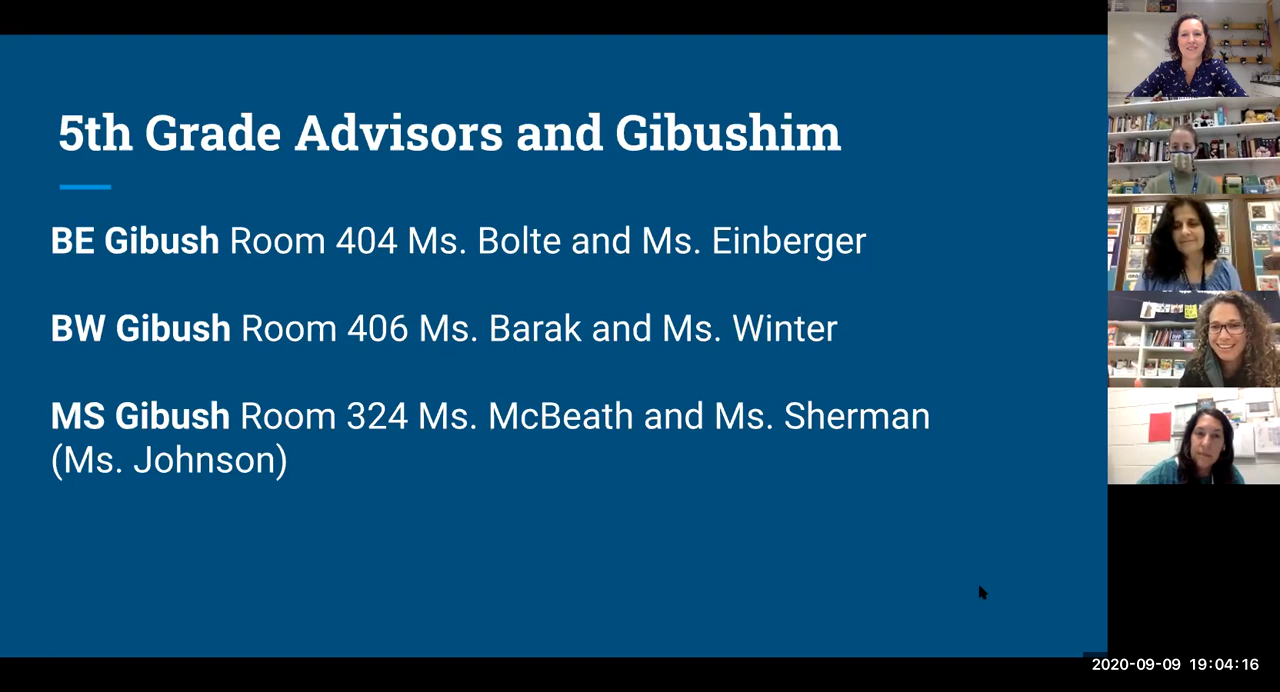 5th Grade Advisors and Gibushim
BE Gibush Room 404 Ms. Bolte and Ms. Einberger
BW Gibush Room 406 Ms. Barak and Ms. Winter
MS Gibush Room 324 Ms. McBeath and Ms. Sherman
(Ms. Johnson)
2020-09-09 19:04:16